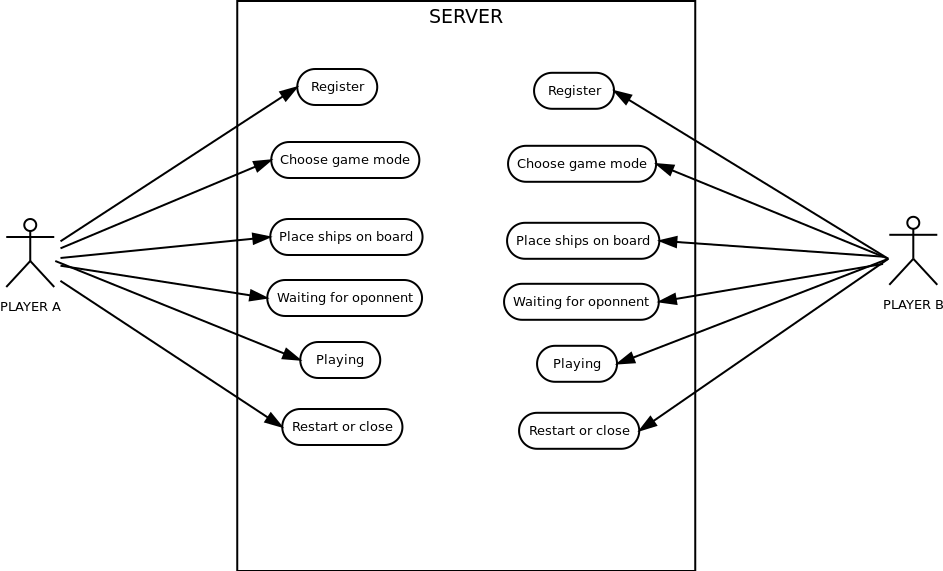 SERVER
Register
Register
Choose game mode
Choose game mode
Place ships on board
Place ships on board
Waiting for oponnent
Waiting for oponnent
PLAYER A
PLAYER B
Playing
Playing
Restart or close
Restart or close